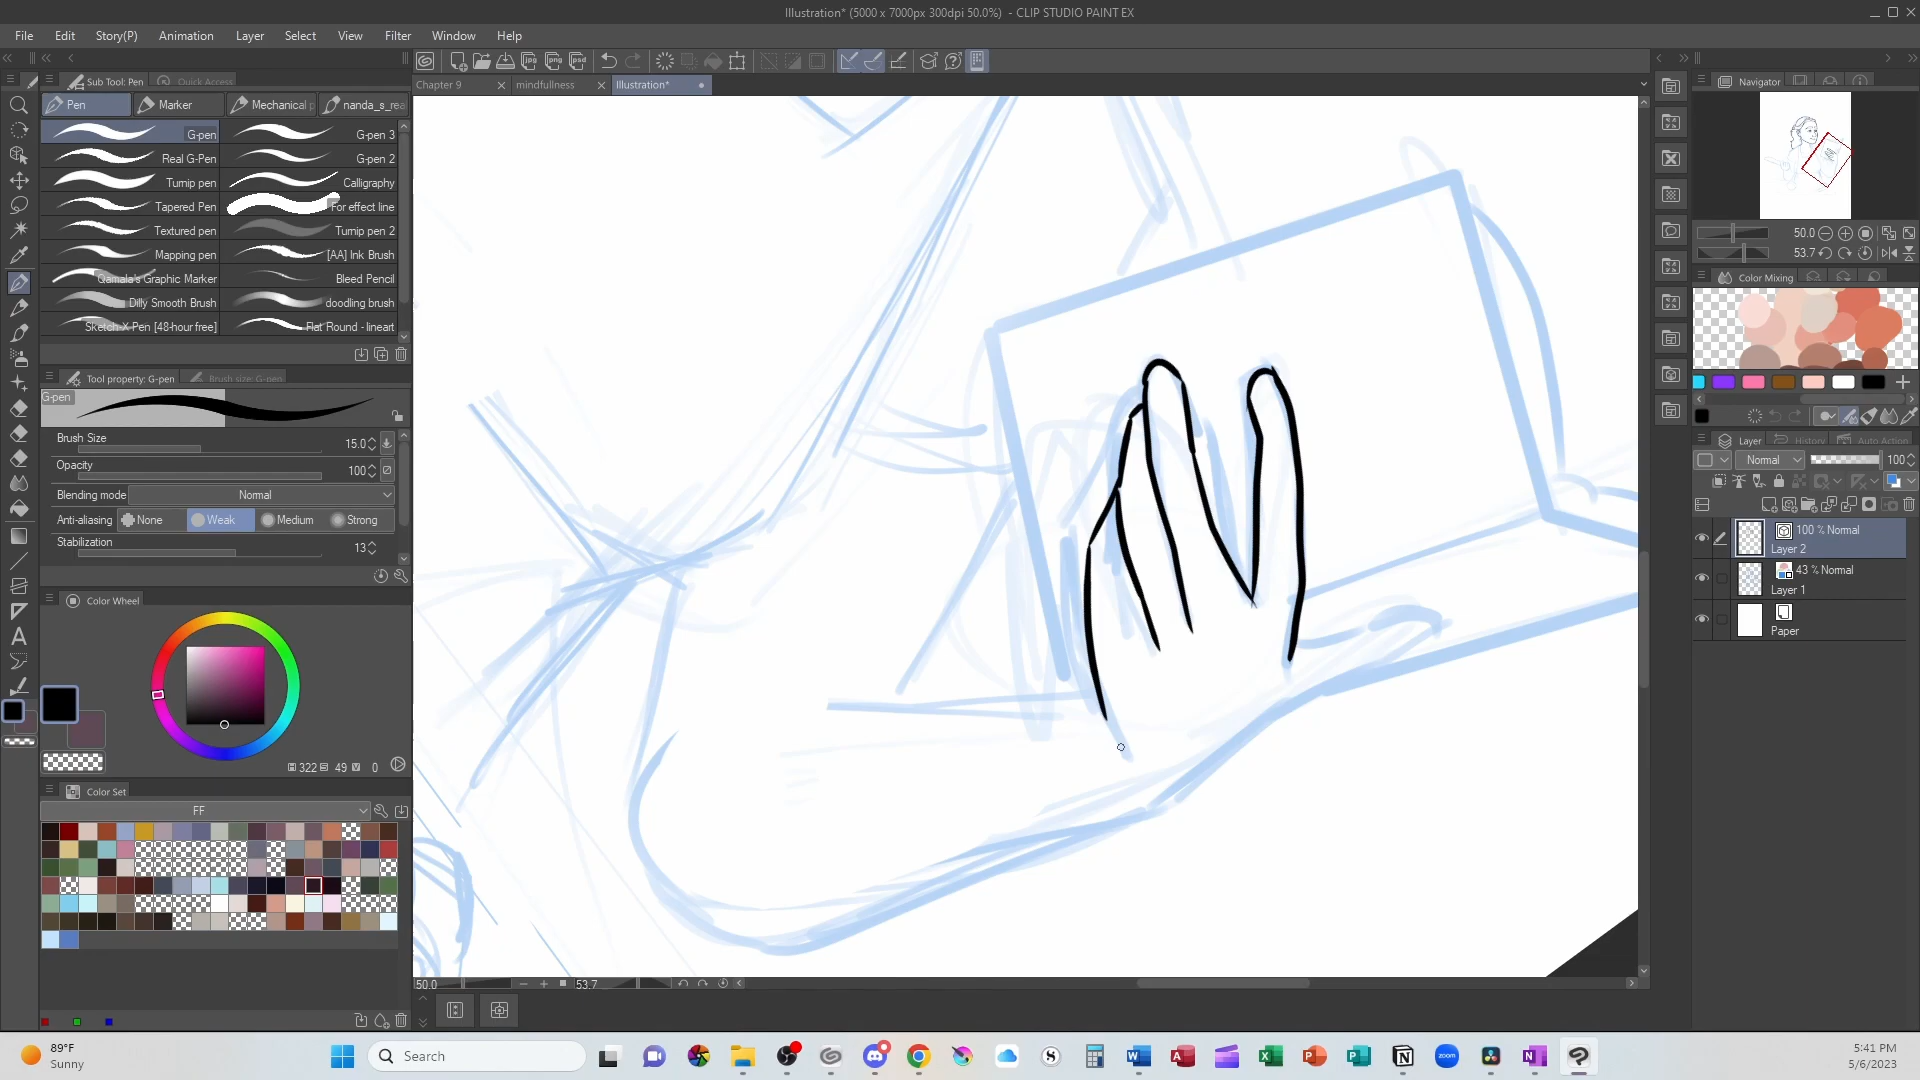 Illustration* (5000 x 7000px 300dpi 50.0%) - CLIP STUDIO PAINT EX
File Edit Story(P) Animation Layer Select View Filter Window Help
Sub Tool: Pen Quick Access
Chapter 9 mindfulness Illustration*
Navigator
Pen Marker Mechanical p nanda_s_rea
G-pen G-pen 3
Real G-Pen G-pen 2
Turnip pen Calligraphy
Tapered Pen For effect line
Textured pen Turnip pen 2
Mapping pen [AA] Ink Brush
Qamala's Graphic Marker Bleed Pencil
Dilly Smooth Brush doodling brush
Sketch-X Pen [48-hour free] Flat Round - lineart
50.0
53.7
Color Mixing
Tool property: G-pen Brush size: G-pen
G-pen
Brush Size 15.0
Opacity 100
Blending mode Normal
Anti-aliasing None Weak Medium Strong
Stabilization 13
Layer History Auto Action
Normal 100
100 % Normal
Layer 2
43 % Normal
Layer 1
Paper
Color Wheel
322 49 0
Color Set
FF
50.0 53.7
89°F
Sunny
Search
zoom
5:41 PM
5/6/2023